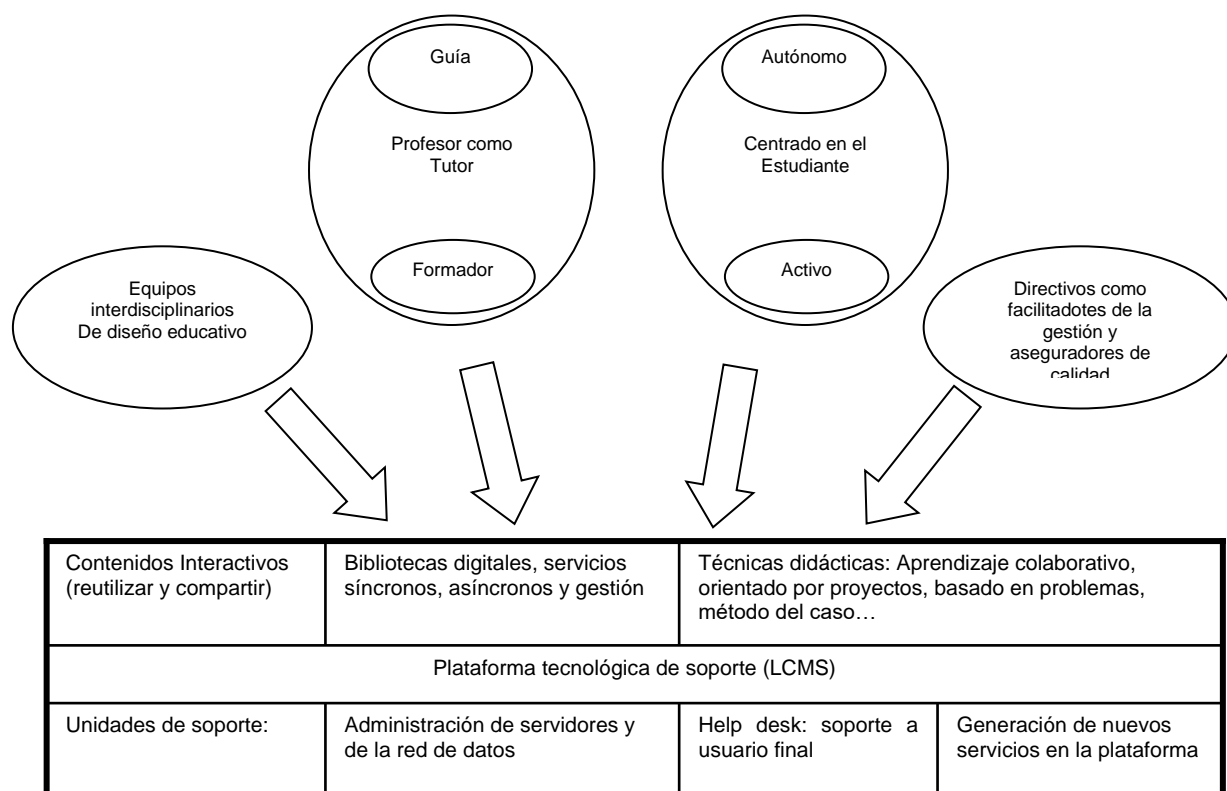 Guía
Autónomo
Profesor como
Tutor
Centrado en el
Estudiante
Formador
Activo
Equipos
interdisciplinarios
De diseño educativo
Directivos como
facilitadotes de la
gestión y
aseguradores de
calidad
Contenidos Interactivos
(reutilizar y compartir)
Bibliotecas digitales, servicios
síncronos, asíncronos y gestión
Técnicas didácticas: Aprendizaje colaborativo,
orientado por proyectos, basado en problemas,
método del caso…
Plataforma tecnológica de soporte (LCMS)
Unidades de soporte:
Administración de servidores y
de la red de datos
Help desk: soporte a
usuario final
Generación de nuevos
servicios en la plataforma